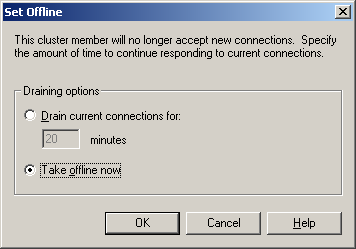 Set Offline
This cluster member will no longer accept new connections.  Specify
the amount of time to continue responding to current connections.
Draining options
Drain current connections for:
20 minutes
Take offline now
OK Cancel Help